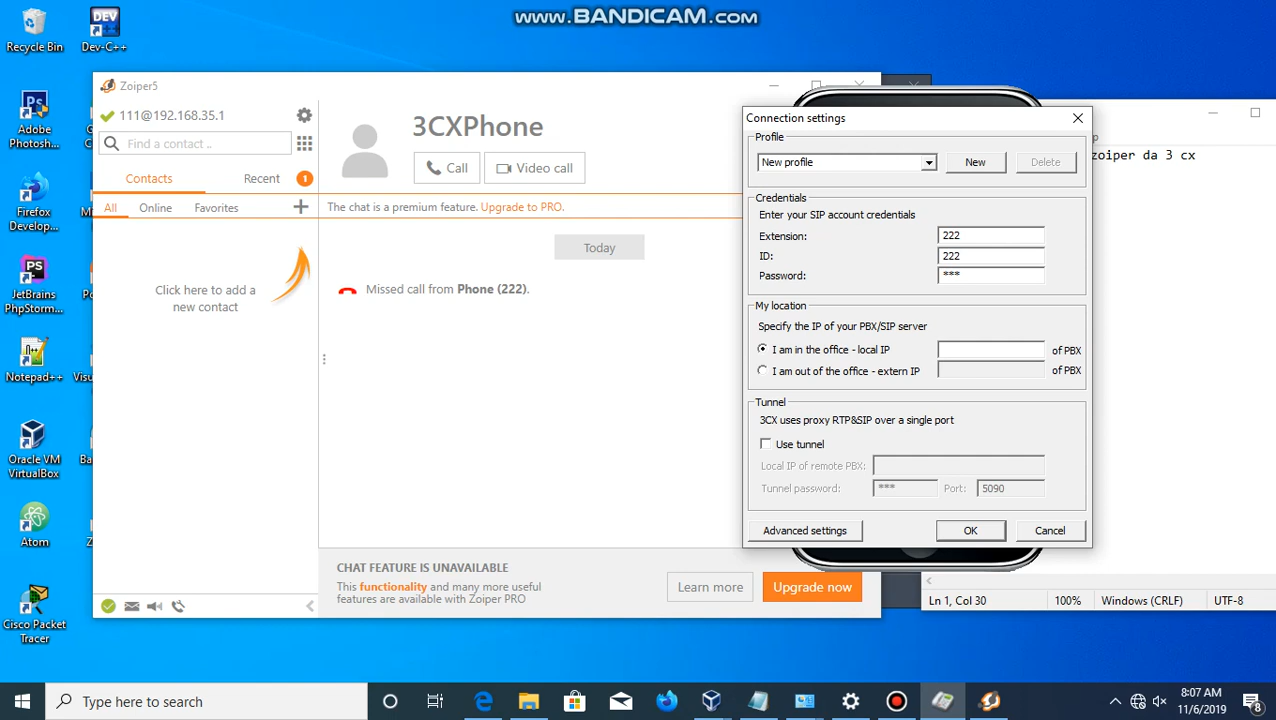 www.BANDICAM.com
Recycle Bin
Dev-C++
Adobe
Photosh...
Firefox
Develop...
JetBrains
PhpStorm...
Notepad++
Visu
Oracle VM
VirtualBox
Atom
Cisco Packet
Tracer
Zoiper5
111@192.168.35.1
Find a contact ..
Contacts
Recent
1
All
Online
Favorites
Click here to add a
new contact
3CXPhone
Call
Video call
The chat is a premium feature. Upgrade to PRO.
Today
Missed call from Phone (222).
CHAT FEATURE IS UNAVAILABLE
This functionality and many more useful
features are available with Zoiper PRO
Learn more
Upgrade now
Connection settings
Profile
New profile
New
Delete
Credentials
Enter your SIP account credentials
Extension:
222
ID:
222
Password:
***
My location
Specify the IP of your PBX/SIP server
I am in the office - local IP
of PBX
I am out of the office - extern IP
of PBX
Tunnel
3CX uses proxy RTP&SIP over a single port
Use tunnel
Local IP of remote PBX:
Tunnel password:
***
Port:
5090
Advanced settings
OK
Cancel
zoiper da 3 cx
Ln 1, Col 30
100%
Windows (CRLF)
UTF-8
Type here to search
8:07 AM
11/6/2019
8